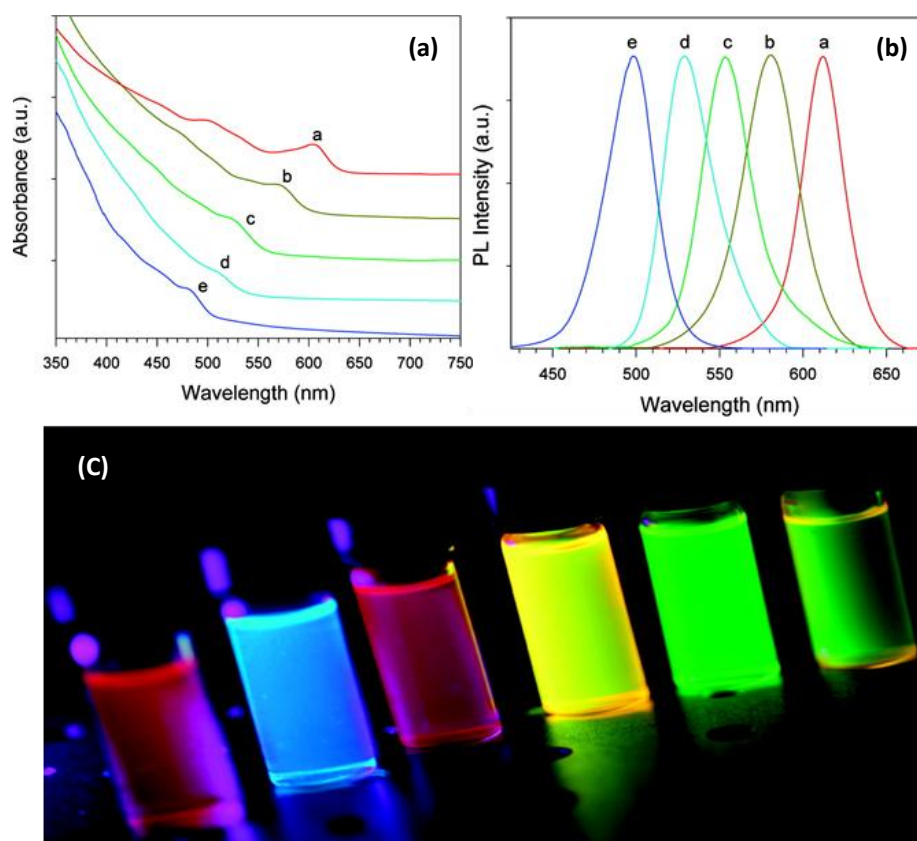 (a)
a
b
c
d
e
Absorbance (a.u.)
350 400 450 500 550 600 650 700 750
Wavelength (nm)
(b)
e d c b a
PL Intensity (a.u.)
450 500 550 600 650
Wavelength (nm)
(C)